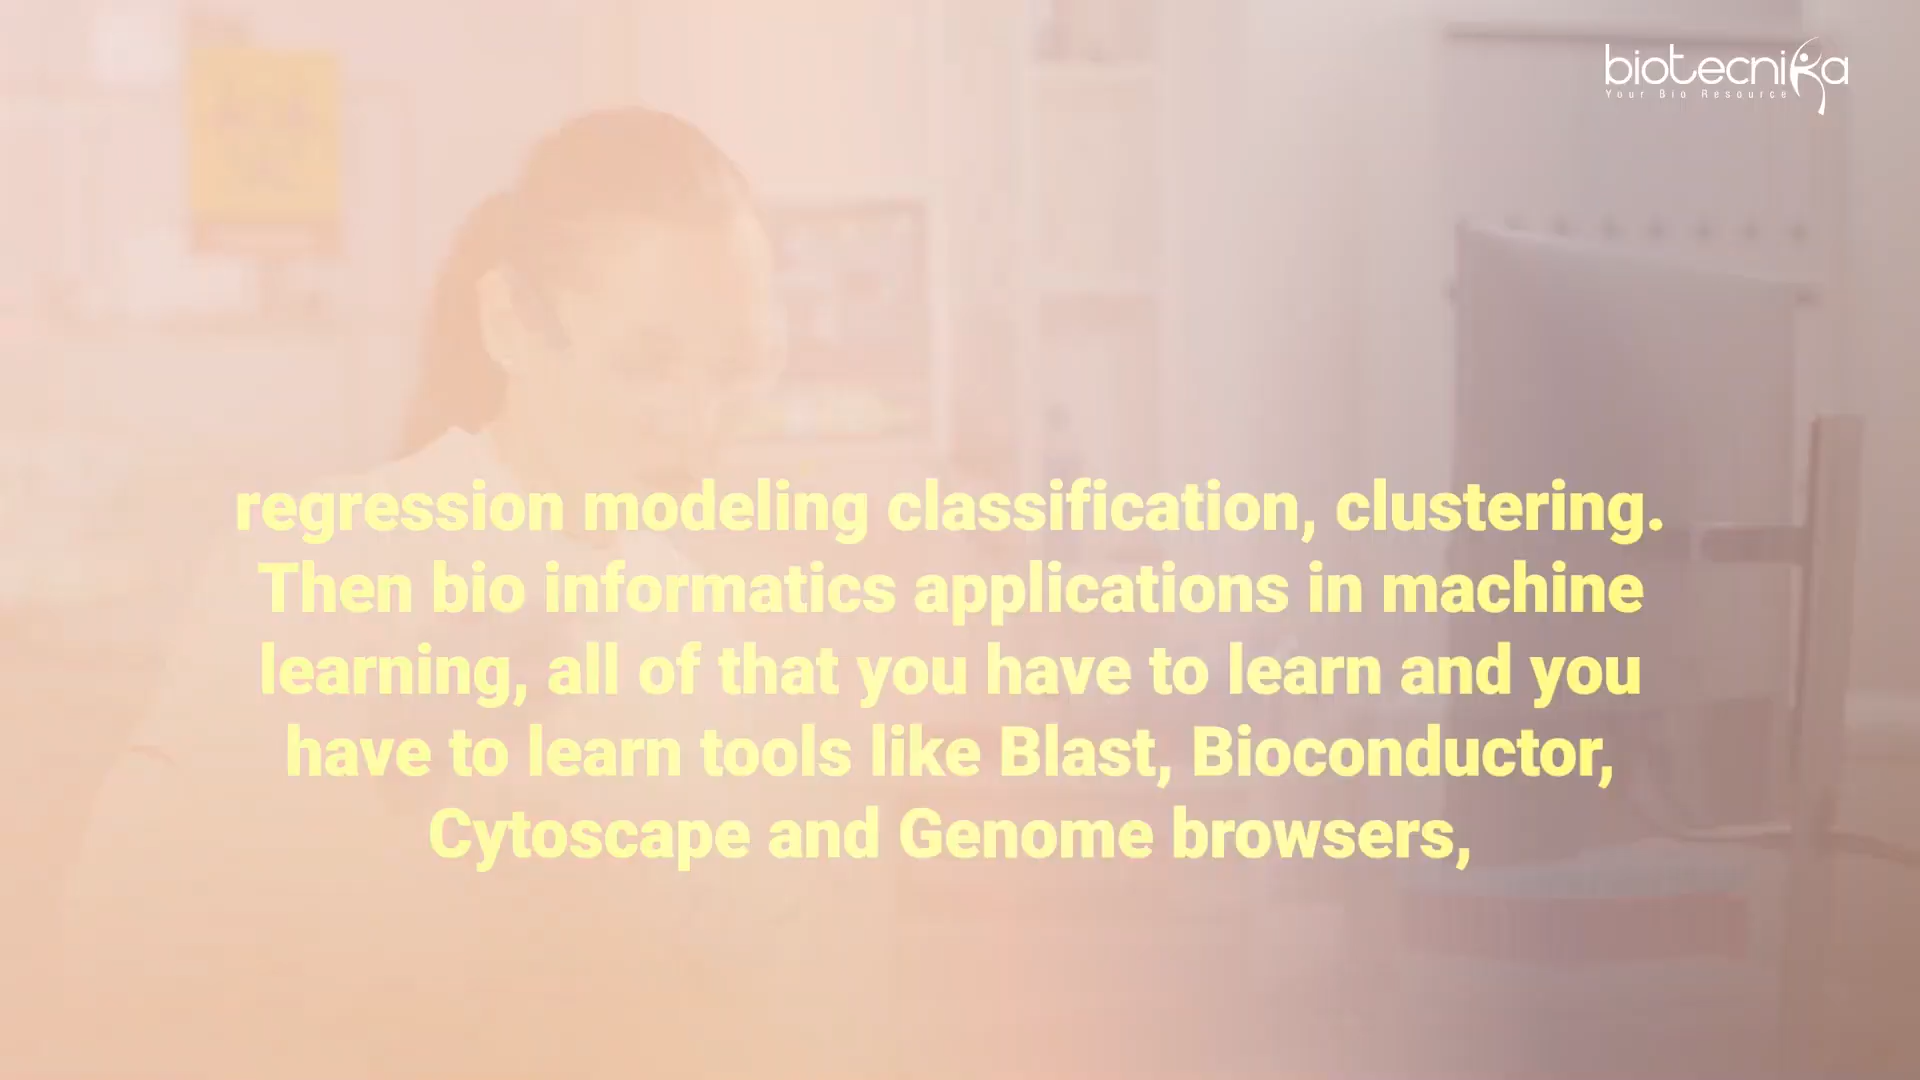 biotecnika
Your Bio Resource
regression modeling classification, clustering.
Then bio informatics applications in machine
learning, all of that you have to learn and you
have to learn tools like Blast, Bioconductor,
Cytoscape and Genome browsers,